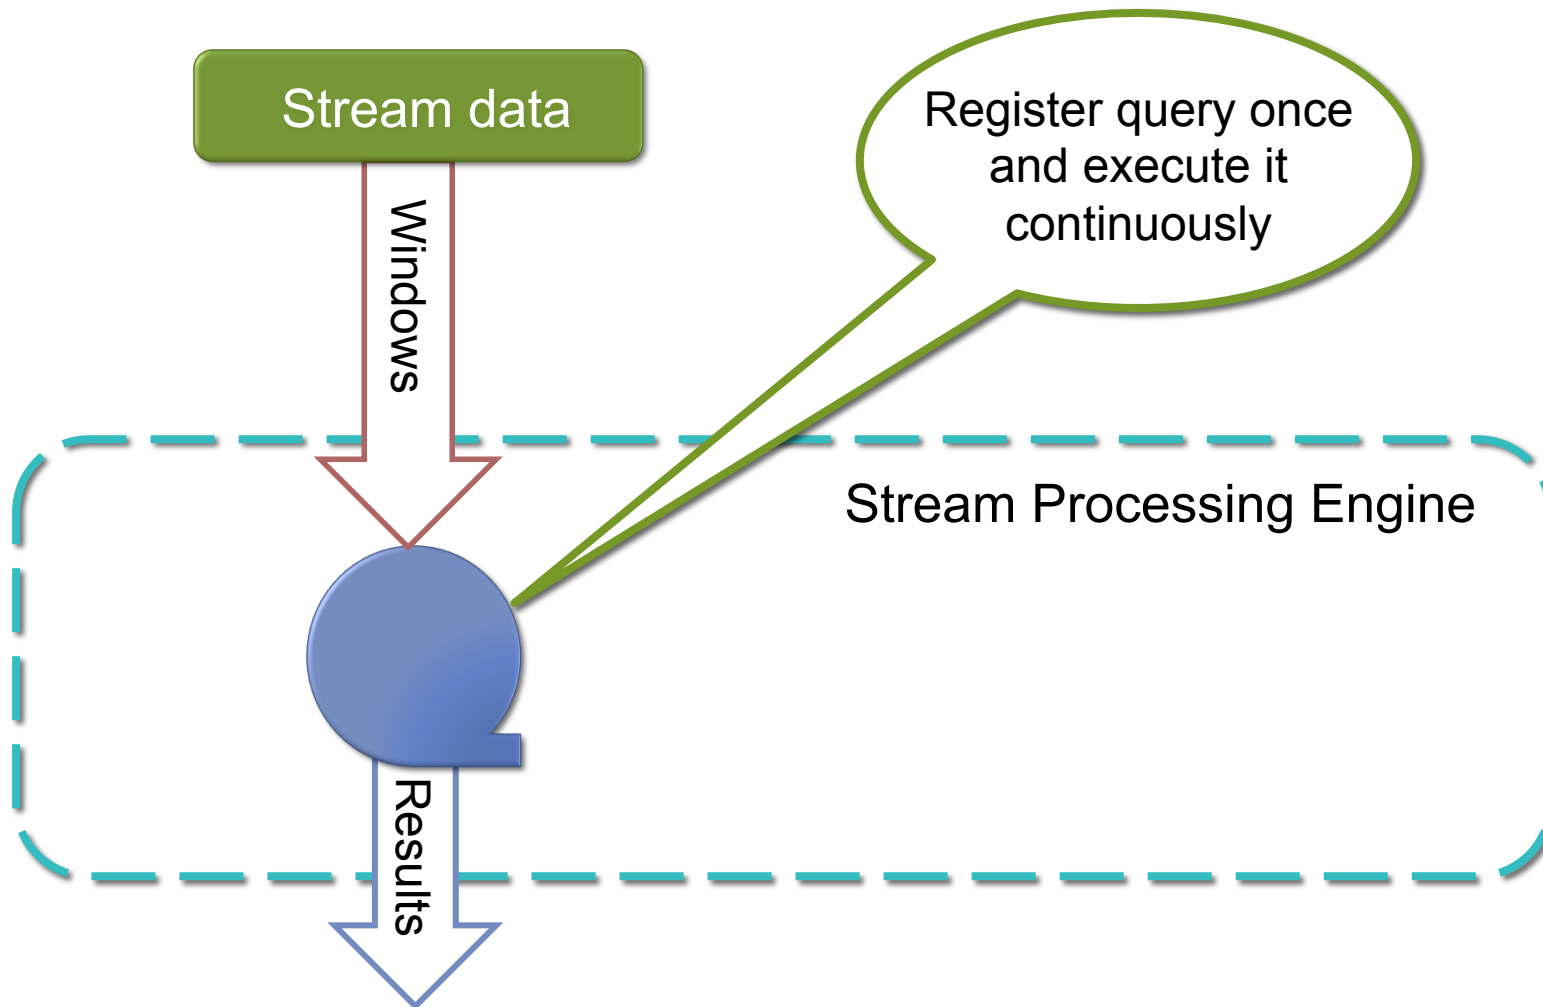 Stream data
Register query once
and execute it
continuously
Windows
Stream Processing Engine
Results